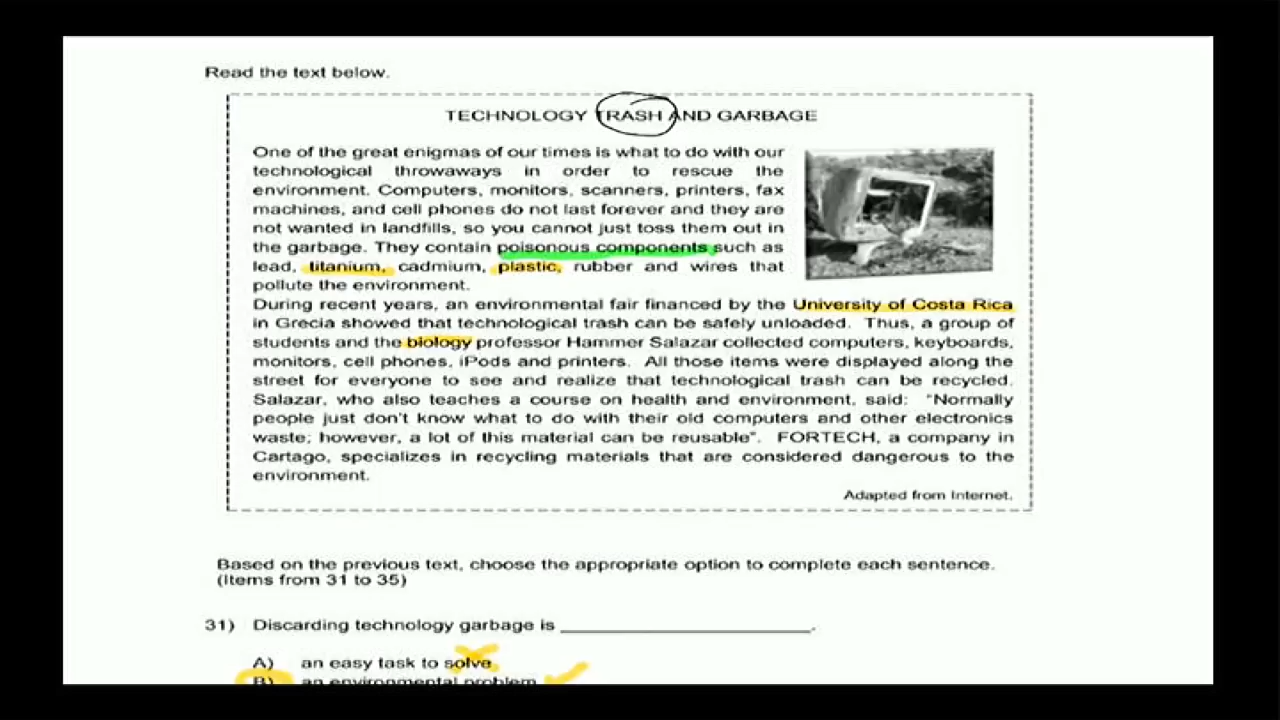 Read the text below.
TECHNOLOGY TRASH AND GARBAGE
One of the great enigmas of our times is what to do with our
technological throwaways in order to rescue the
environment. Computers, monitors, scanners, printers, fax
machines, and cell phones do not last forever and they are
not wanted in landfills, so you cannot just toss them out in
the garbage. They contain poisonous components such as
lead, titanium, cadmium, plastic, rubber and wires that
pollute the environment.
During recent years, an environmental fair financed by the University of Costa Rica
in Grecia showed that technological trash can be safely unloaded. Thus, a group of
students and the biology professor Hammer Salazar collected computers, keyboards,
monitors, cell phones, iPods and printers. All those items were displayed along the
street for everyone to see and realize that technological trash can be recycled.
Salazar, who also teaches a course on health and environment, said: "Normally
people just don't know what to do with their old computers and other electronics
waste; however, a lot of this material can be reusable". FORTECH, a company in
Cartago, specializes in recycling materials that are considered dangerous to the
environment.
Adapted from Internet.
Based on the previous text, choose the appropriate option to complete each sentence.
(Items from 31 to 35)
31) Discarding technology garbage is ______________________.
A) an easy task to solve
B) an environmental problem